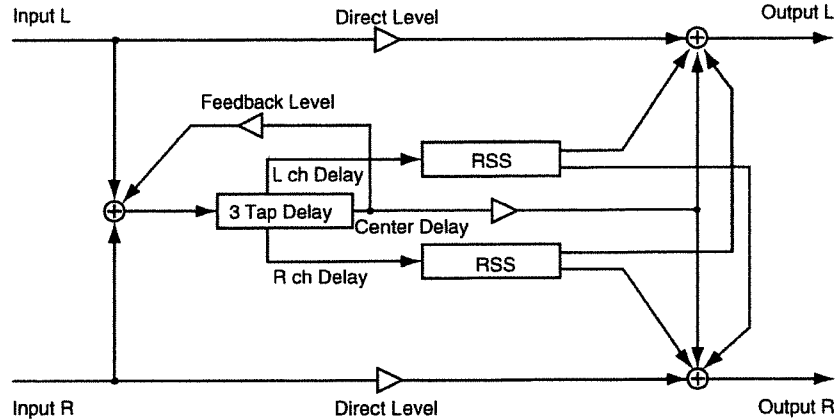 Input L
Direct Level
Output L
Feedback Level
L ch Delay
RSS
3 Tap Delay
Center Delay
R ch Delay
RSS
Input R
Direct Level
Output R